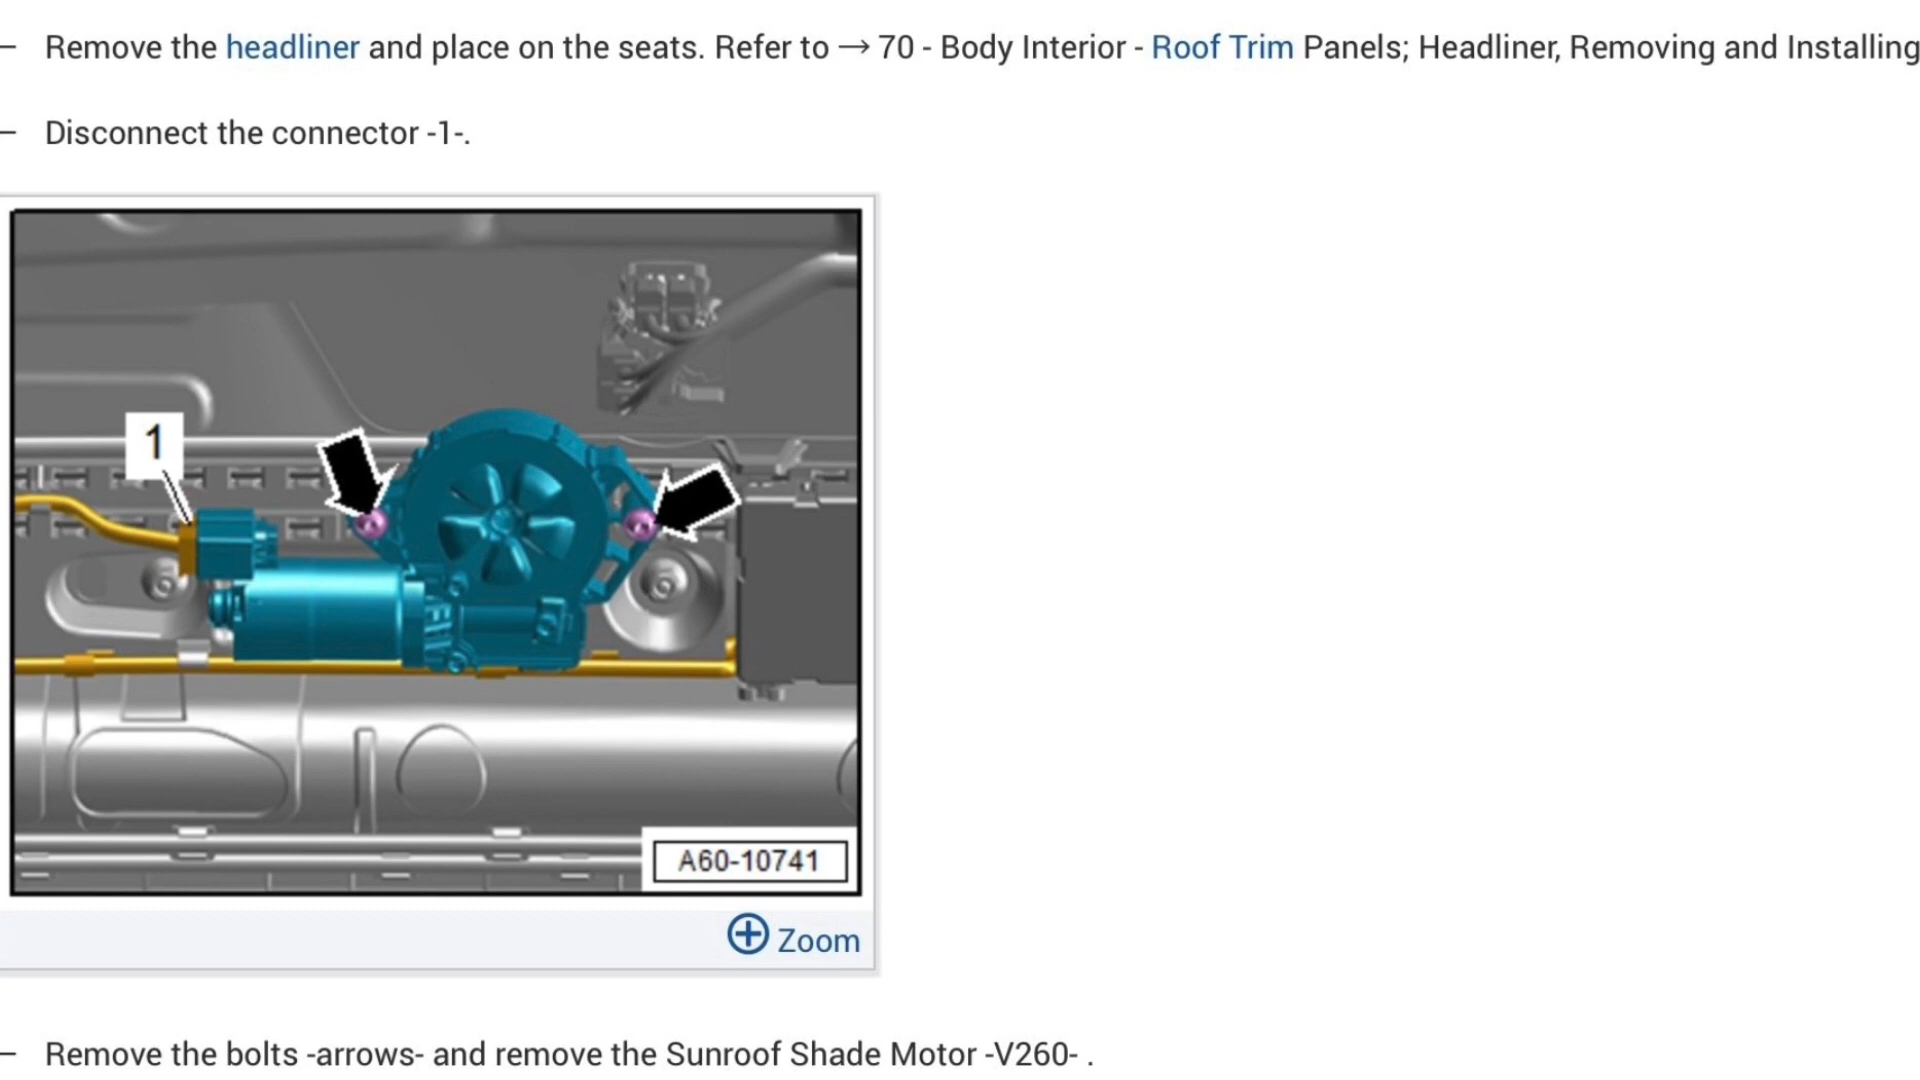 – Remove the headliner and place on the seats. Refer to → 70 - Body Interior - Roof Trim Panels; Headliner, Removing and Installing
– Disconnect the connector -1-.
1
A60-10741
Zoom
– Remove the bolts -arrows- and remove the Sunroof Shade Motor -V260- .